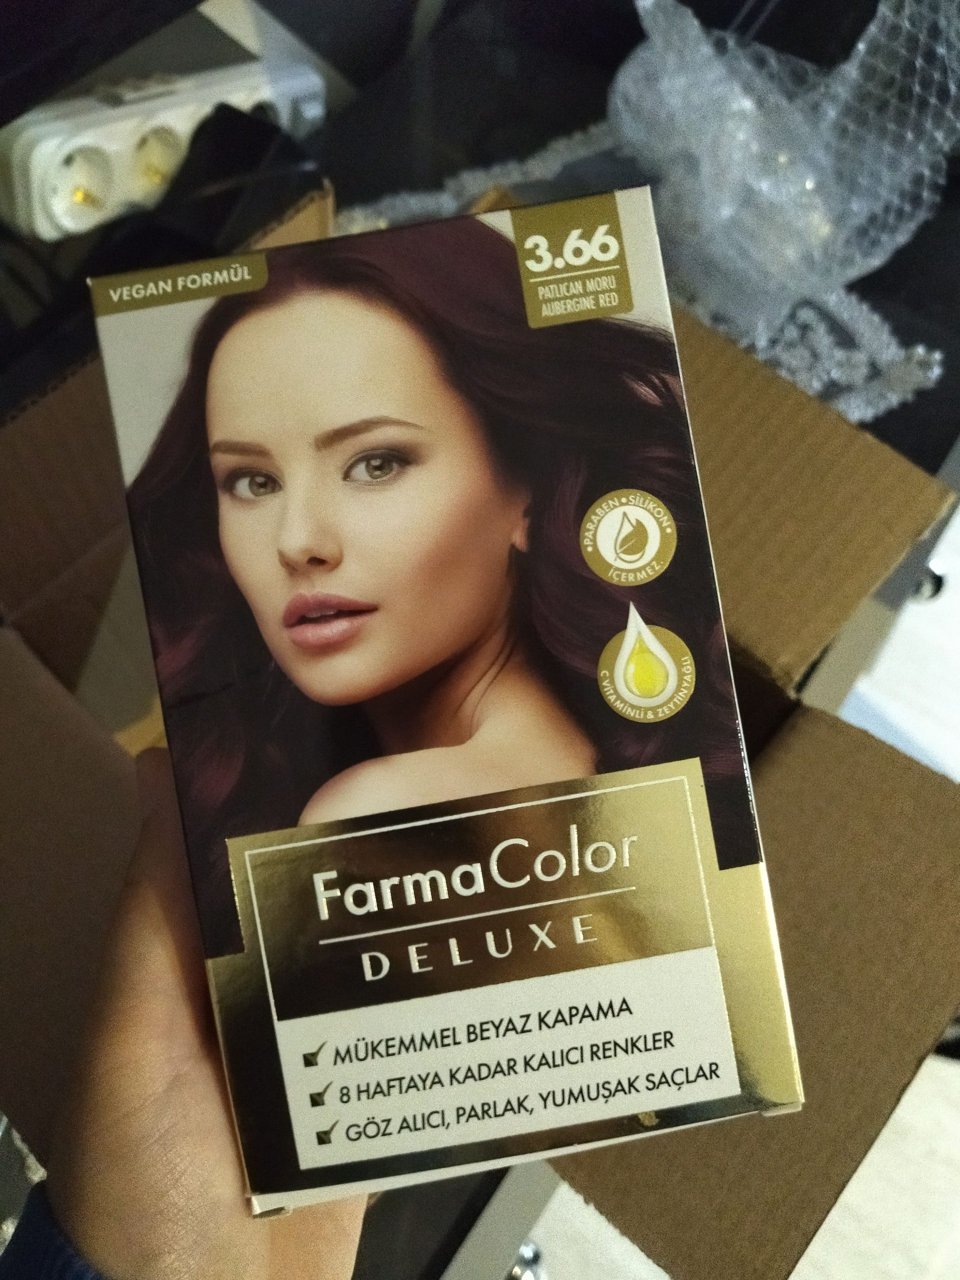 VEGAN FORMÜL
3.66
PATLICAN MORU
AUBERGINE RED
•PARABEN•SİLİKON•
İÇERMEZ.
C VİTAMİNLİ & ZEYTİNYAĞLI
FarmaColor
DELUXE
MÜKEMMEL BEYAZ KAPAMA
8 HAFTAYA KADAR KALICI RENKLER
GÖZ ALICI, PARLAK, YUMUŞAK SAÇLAR